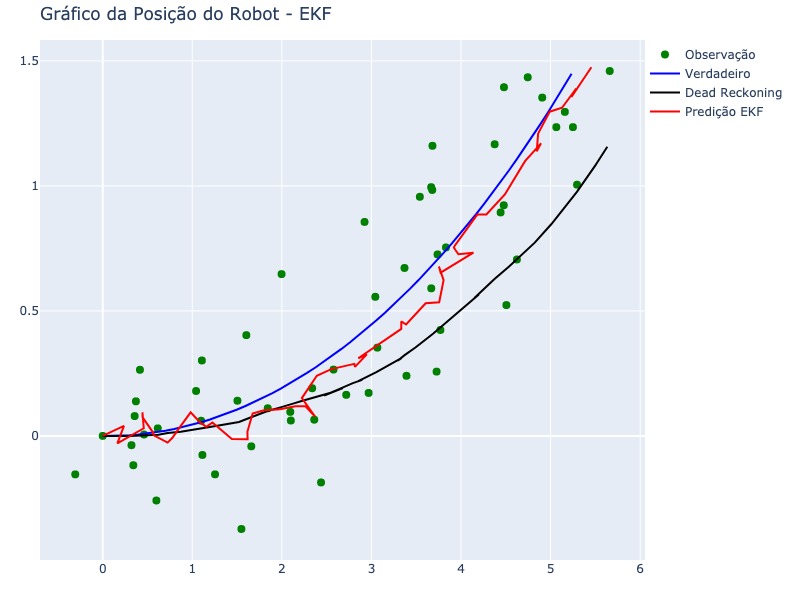 Gráfico da Posição do Robot - EKF
Observação
Verdadeiro
Dead Reckoning
Predição EKF
1.5
1
0.5
0
0 1 2 3 4 5 6